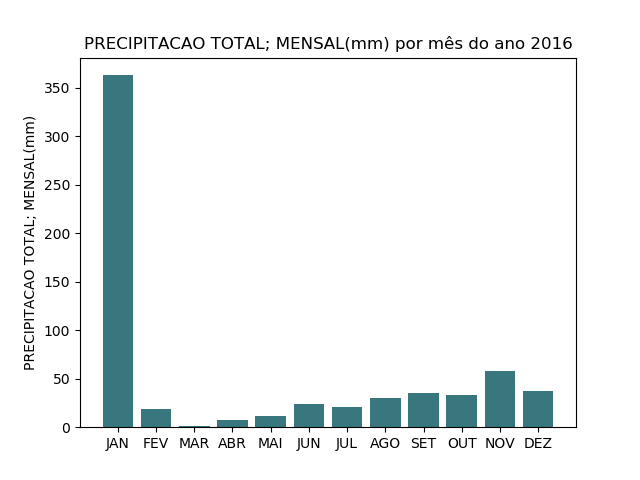 PRECIPITACAO TOTAL; MENSAL(mm) por mês do ano 2016
PRECIPITACAO TOTAL; MENSAL(mm)
350
300
250
200
150
100
50
0
JAN FEV MAR ABR MAI JUN JUL AGO SET OUT NOV DEZ